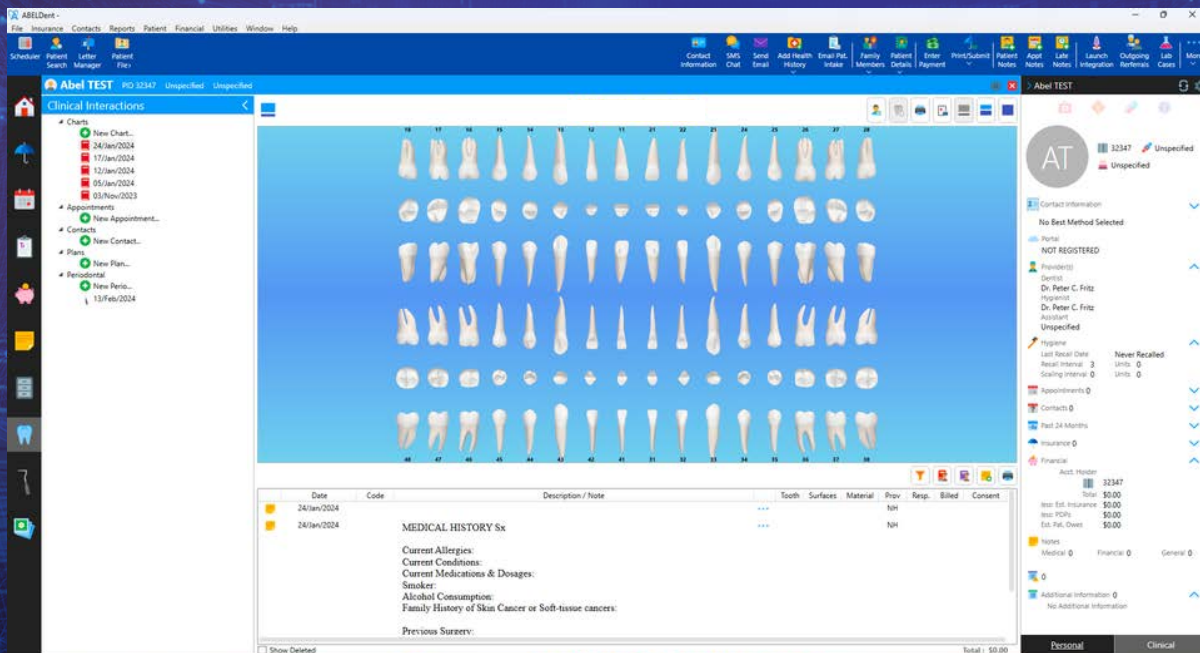 ABELDent -
File Insurance Contacts Reports Patient Financial Utilities Window Help
Scheduler Patient Search Letter Manager Patient Files
Contact Information SMS Chat Send Email Add Health History Email Pat. Intake Family Members Patient Details Enter Payment Print/Submit Patient Notes Appt Notes Late Notes Launch Integration Outgoing Referrals Lab Cases
Abel TEST PID 32347 Unspecified Unspecified
Clinical Interactions
Charts
New Chart...
24/Jan/2024
17/Jan/2024
12/Jan/2024
05/Jan/2024
03/Nov/2023
Appointments
New Appointment...
Contacts
New Contact...
Plans
New Plan...
Periodontal
New Perio...
13/Feb/2024
18 17 16 15 14 13 12 11 21 22 23 24 25 26 27 28
48 47 46 45 44 43 42 41 31 32 33 34 35 36 37 38
Date Code Description / Note Tooth Surfaces Material Prov Resp. Billed Consent
24/Jan/2024 ... NH
24/Jan/2024 MEDICAL HISTORY Sx ... NH
Current Allergies:
Current Conditions:
Current Medications & Dosages:
Smoker:
Alcohol Consumption:
Family History of Skin Cancer or Soft-tissue cancers:
Previous Surgery:
Show Deleted Total : $0.00
Abel TEST
AT
32347 Unspecified
Unspecified
Contact Information
No Best Method Selected
Portal
NOT REGISTERED
Provider(s)
Dentist
Dr. Peter C. Fritz
Hygienist
Dr. Peter C. Fritz
Assistant
Unspecified
Hygiene
Last Recall Date Never Recalled
Recall Interval 3 Units 0
Scaling Interval 0 Units 0
Appointments 0
Contacts 0
Past 24 Months
Insurance 0
Financial
Acct. Holder
32347
Total $0.00
less: Est. Insurance $0.00
less: PDPs $0.00
Est. Pat. Owes $0.00
Notes
Medical 0 Financial 0 General 0
0
Additional Information 0
No Additional Information
Personal Clinical